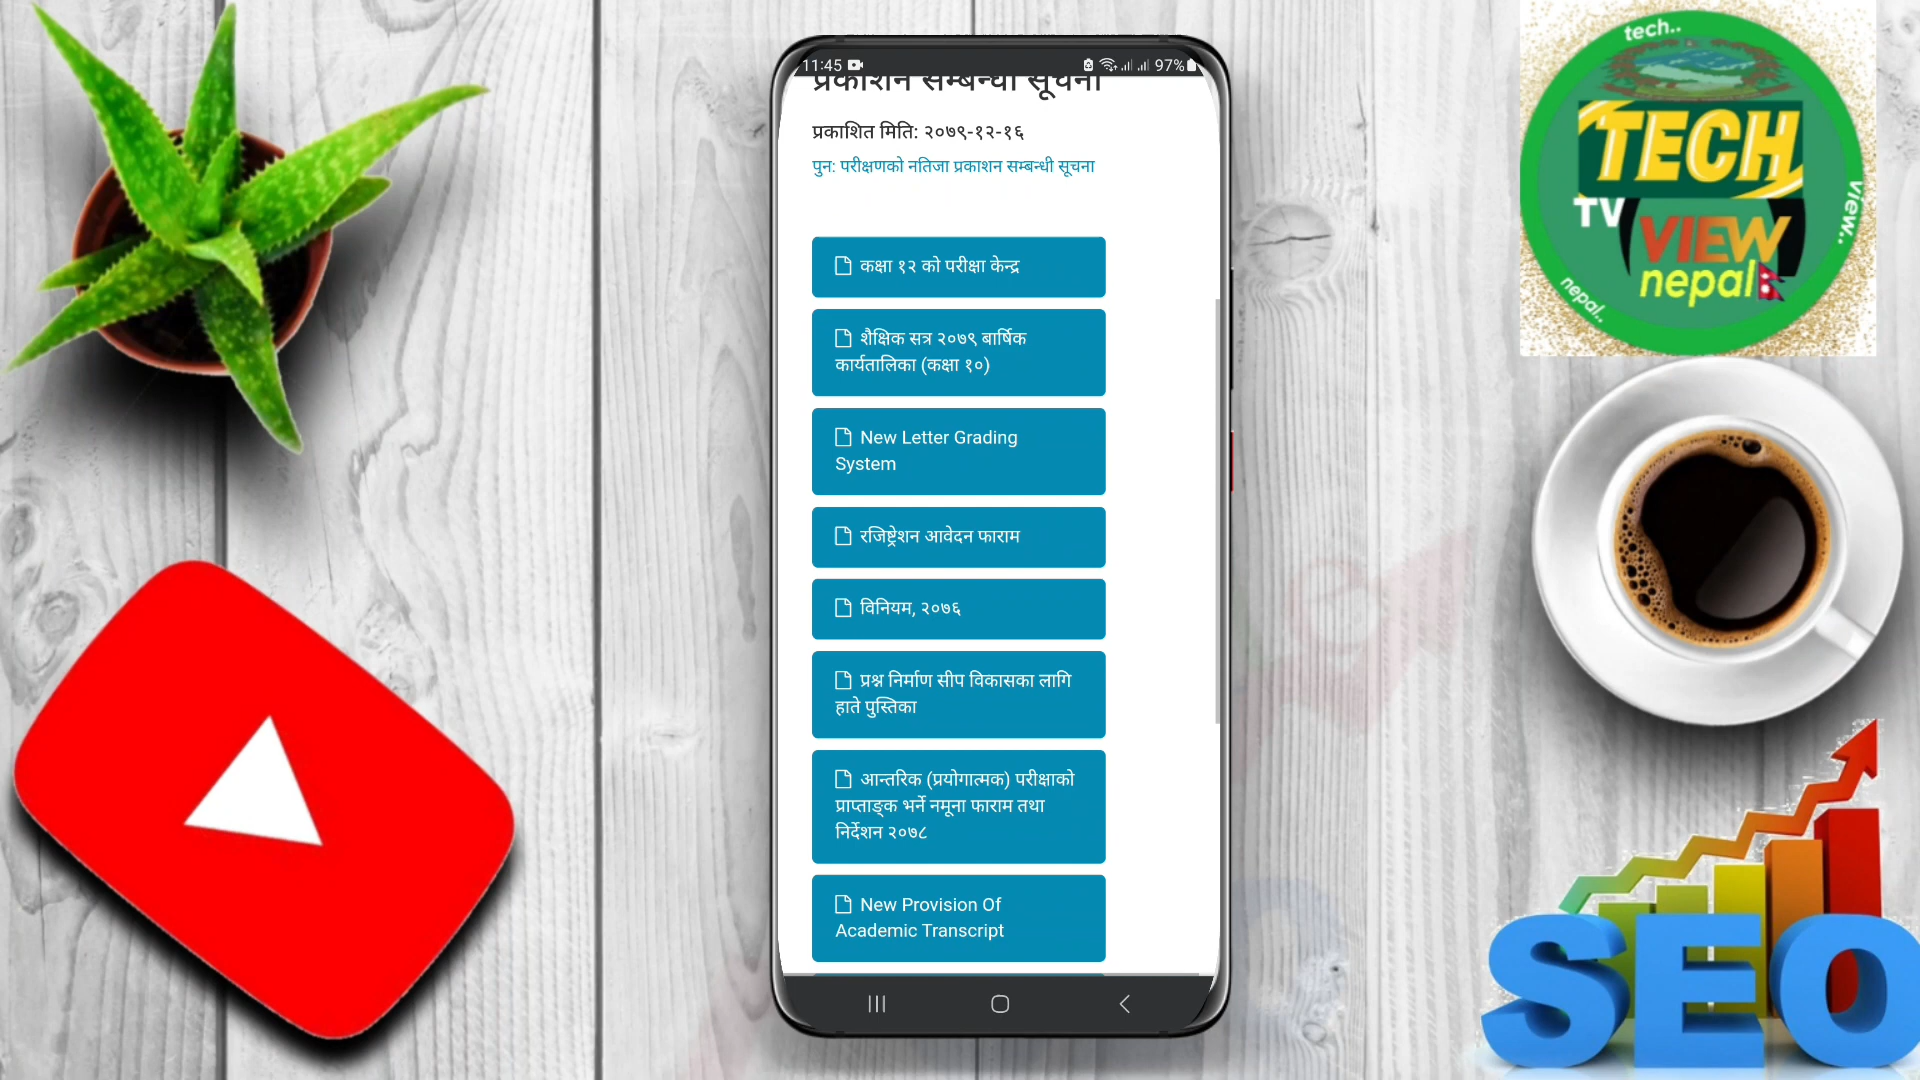 11:45
97%
प्रकाशन सम्बन्धी सूचना
प्रकाशित मिति: २०७९-१२-१६
पुन: परीक्षणको नतिजा प्रकाशन सम्बन्धी सूचना
कक्षा १२ को परीक्षा केन्द्र
शैक्षिक सत्र २०७९ बार्षिक
कार्यतालिका (कक्षा १०)
New Letter Grading
System
रजिष्ट्रेशन आवेदन फाराम
विनियम, २०७६
प्रश्न निर्माण सीप विकासका लागि
हाते पुस्तिका
आन्तरिक (प्रयोगात्मक) परीक्षाको
प्राप्ताङ्क भर्ने नमूना फाराम तथा
निर्देशन २०७८
New Provision Of
Academic Transcript
tech..
TECH
TV
VIEW
nepal
view..
nepal..
SEO